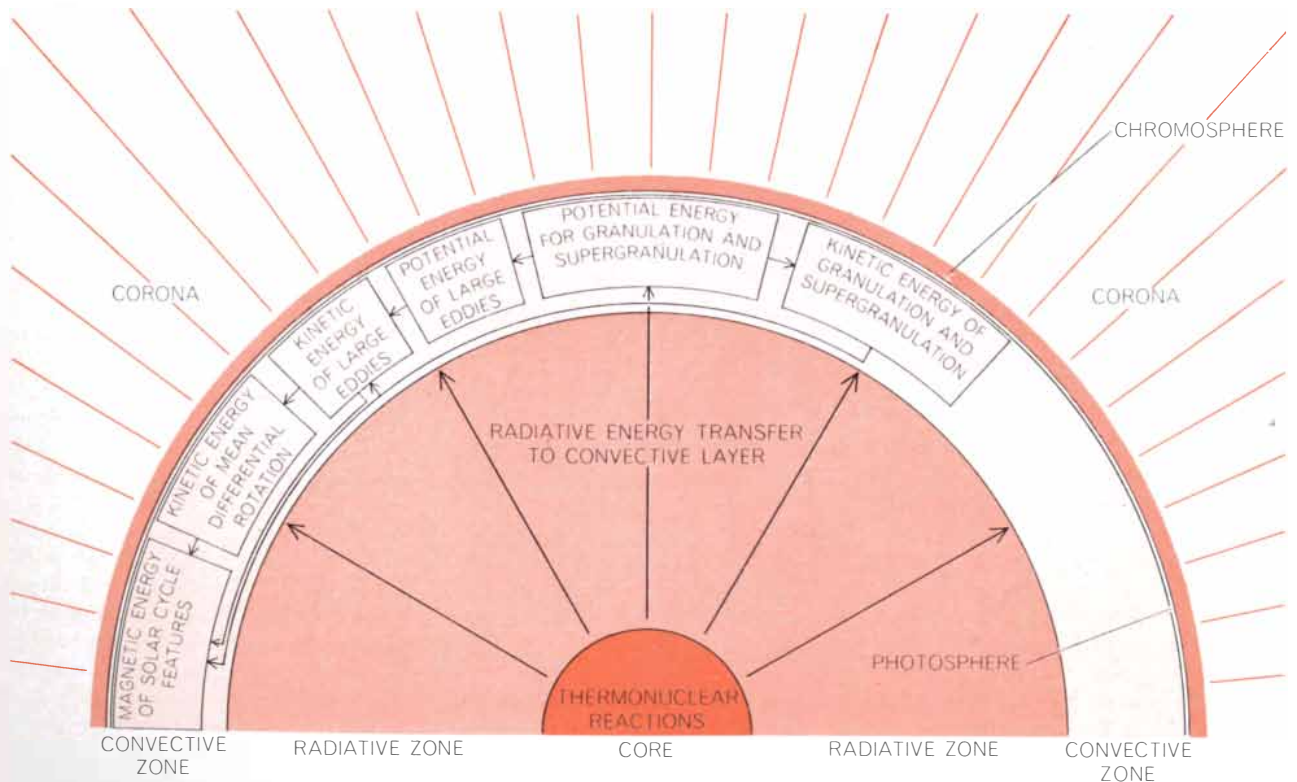 CHROMOSPHERE
CORONA
CORONA
POTENTIAL ENERGY
FOR GRANULATION AND
SUPERGRANULATION
KINETIC ENERGY OF
GRANULATION AND
SUPERGRANULATION
POTENTIAL
ENERGY
OF LARGE
EDDIES
KINETIC
ENERGY
OF LARGE
EDDIES
KINETIC ENERGY
OF MEAN
DIFFERENTIAL
ROTATION
MAGNETIC ENERGY
OF SOLAR CYCLE
FEATURES
RADIATIVE ENERGY TRANSFER
TO CONVECTIVE LAYER
PHOTOSPHERE
THERMONUCLEAR
REACTIONS
CONVECTIVE
ZONE
RADIATIVE ZONE
CORE
RADIATIVE ZONE
CONVECTIVE
ZONE